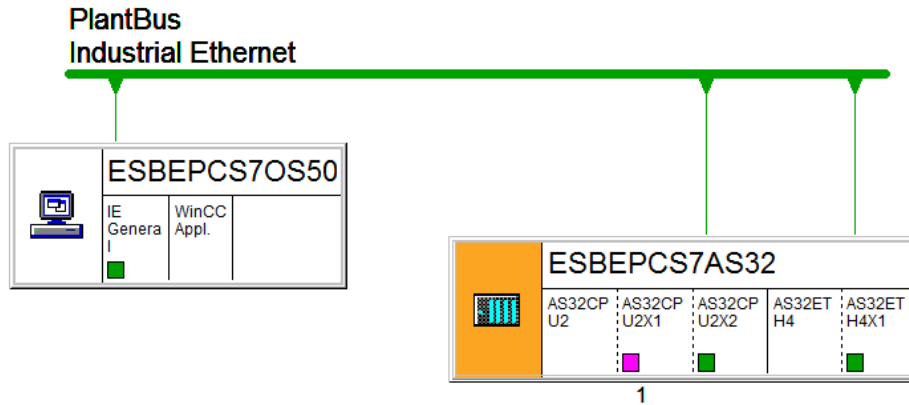 PlantBus
Industrial Ethernet
ESBEPCS7OS50
IE
Genera
l
WinCC
Appl.
ESBEPCS7AS32
AS32CP
U2
AS32CP
U2X1
AS32CP
U2X2
AS32ET
H4
AS32ET
H4X1
1